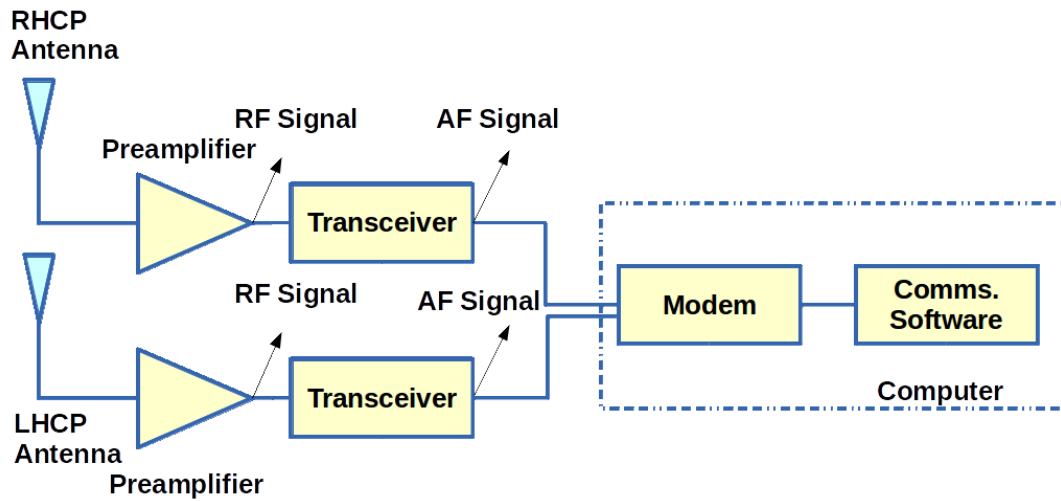 RHCP
Antenna
RF Signal
AF Signal
Preamplifier
Transceiver
RF Signal
AF Signal
Modem
Comms.
Software
Transceiver
Computer
LHCP
Antenna
Preamplifier